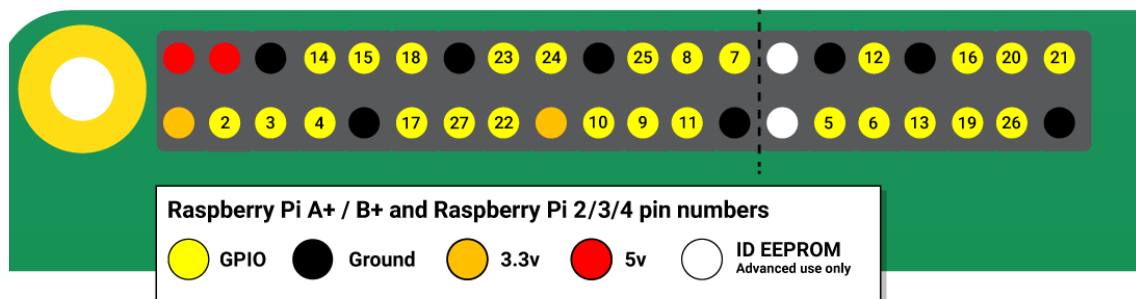 14 15 18 23 24 25 8 7 12 16 20 21
2 3 4 17 27 22 10 9 11 5 6 13 19 26
Raspberry Pi A+ / B+ and Raspberry Pi 2/3/4 pin numbers
GPIO Ground 3.3v 5v ID EEPROM
Advanced use only